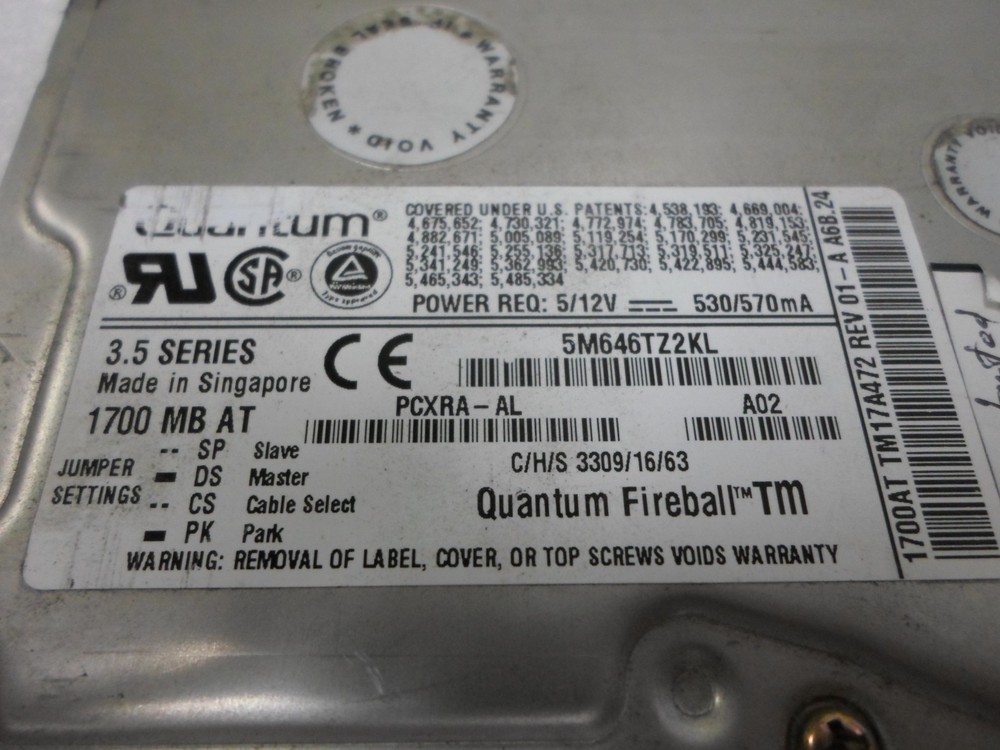 WARRANTY VOID * SEAL BROKEN *
WARRANTY VOID
Quantum®
COVERED UNDER U.S. PATENTS: 4,538,193; 4,669,004;
4,675,652; 4,730,321; 4,772,974; 4,783,705; 4,819,153;
4,882,671; 5,005,089; 5,119,254; 5,170,299; 5,231,545;
5,241,546; 5,255,136; 5,317,713; 5,319,511; 5,325,247;
5,341,249; 5,362,993; 5,420,730; 5,422,895; 5,444,583;
5,465,343; 5,485,334
POWER REQ: 5/12V 530/570mA
3.5 SERIES
Made in Singapore
CE
5M646TZ2KL
1700 MB AT
PCXRA-AL
A02
JUMPER SETTINGS
SP Slave
DS Master
CS Cable Select
PK Park
C/H/S 3309/16/63
Quantum Fireball™TM
WARNING: REMOVAL OF LABEL, COVER, OR TOP SCREWS VOIDS WARRANTY
1700AT TM17A472 REV 01-A A6B.24